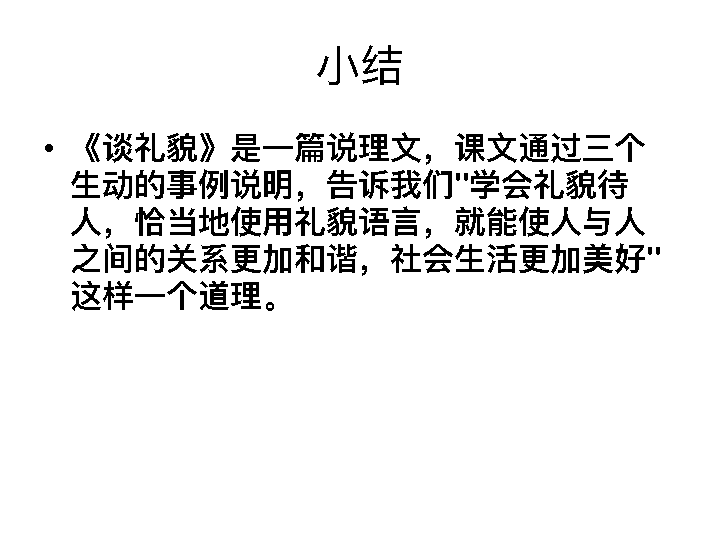 小结
• 《谈礼貌》是一篇说理文，课文通过三个
生动的事例说明，告诉我们"学会礼貌待
人，恰当地使用礼貌语言，就能使人与人
之间的关系更加和谐，社会生活更加美好"
这样一个道理。